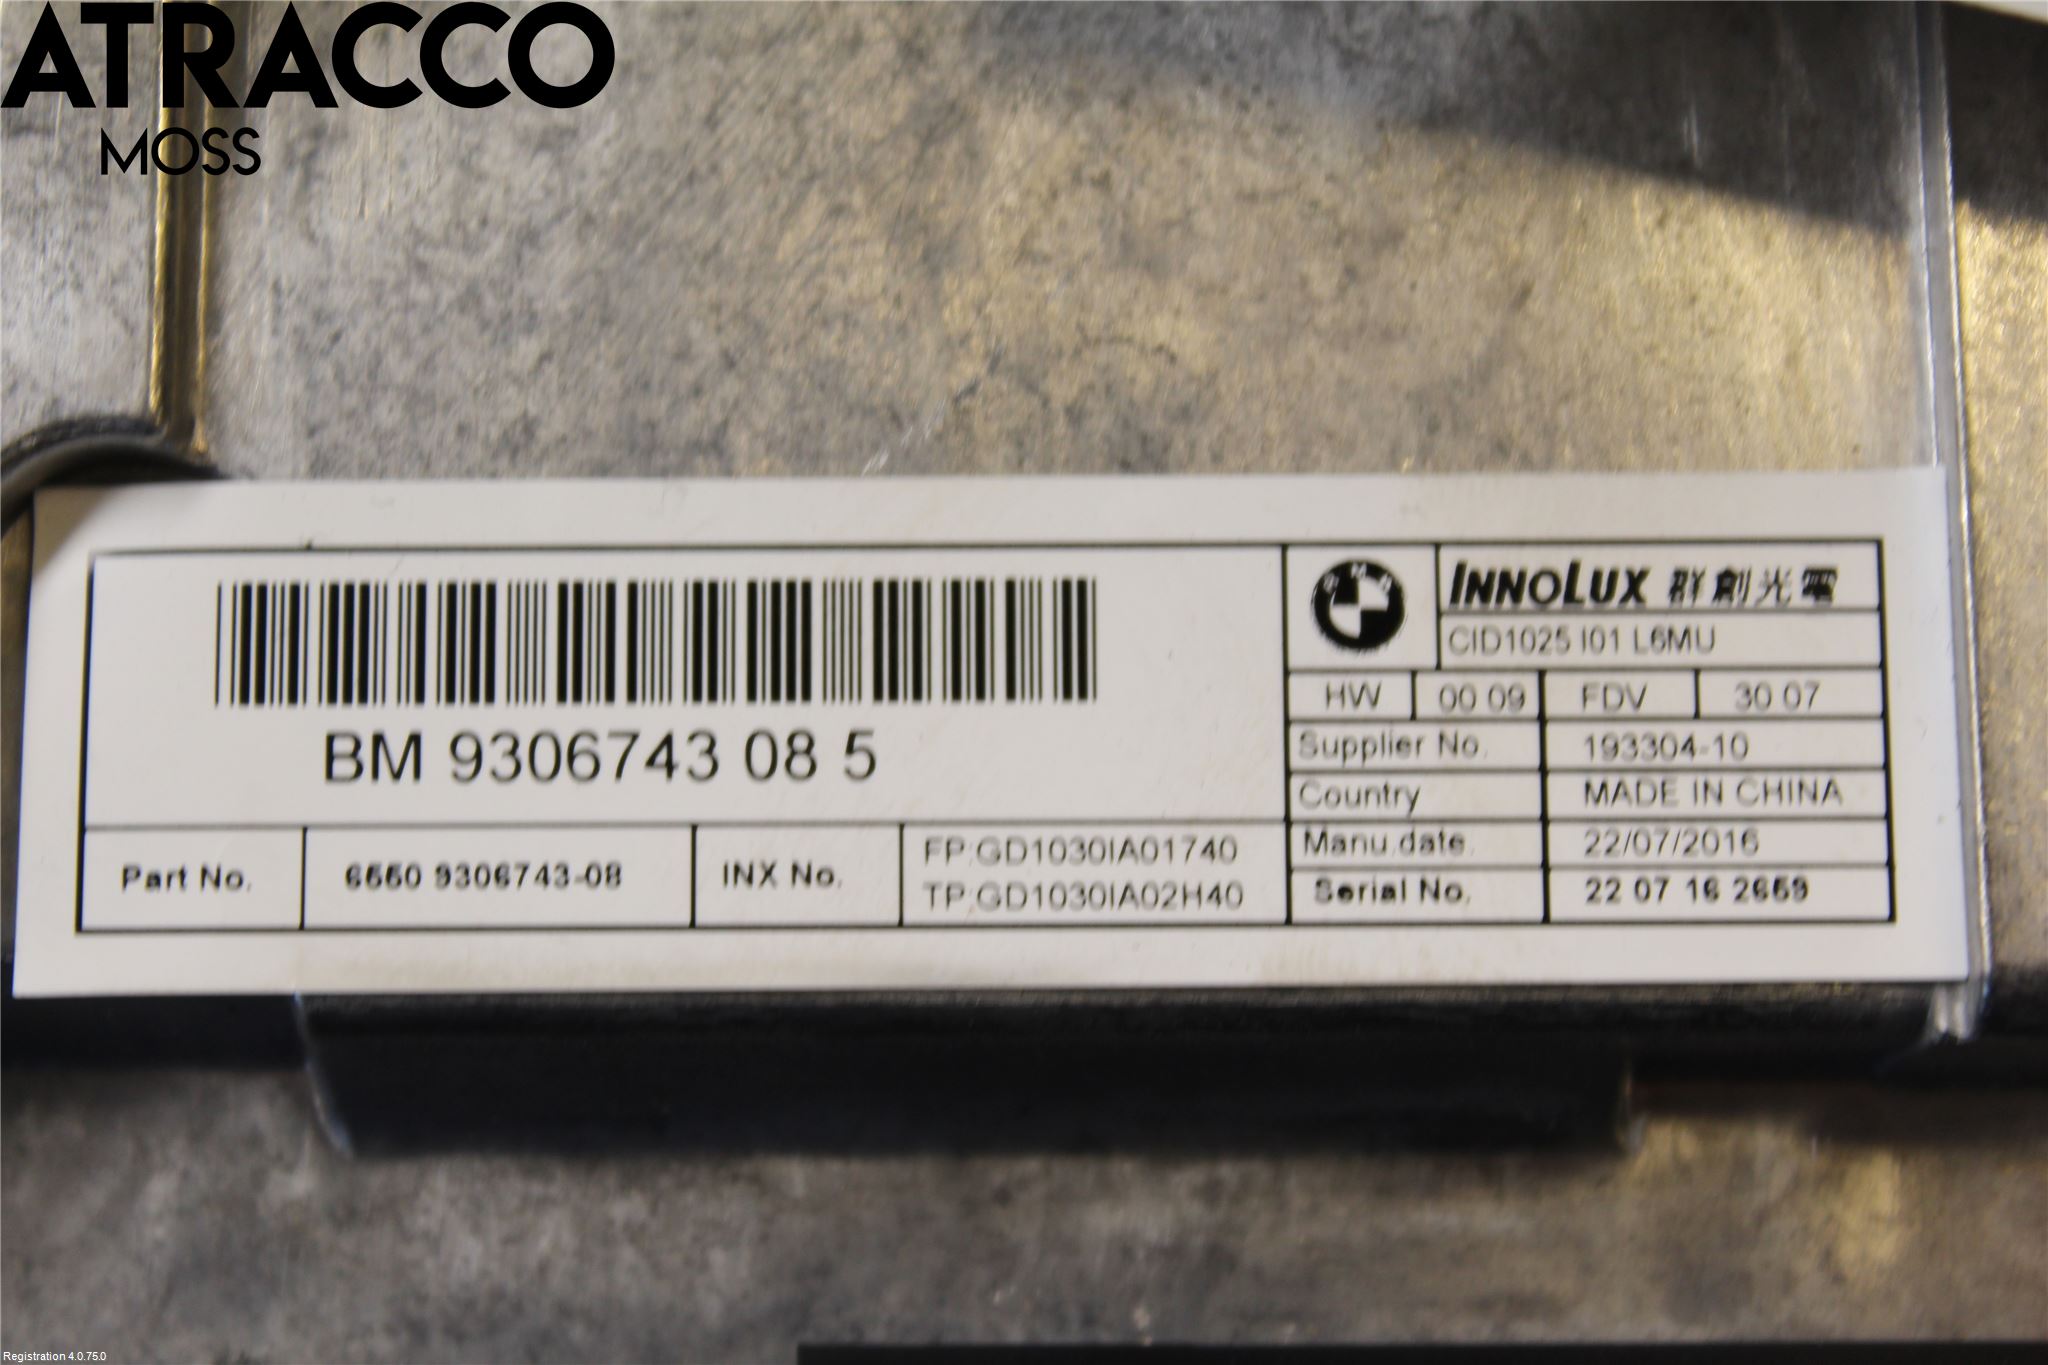 ATRACCO
MOSS
BMW
INNOLUX 群創光電
CID1025 I01 L6MU
HW 00 09 FDV 30 07
BM 9306743 08 5
Supplier No. 193304-10
Country MADE IN CHINA
Manu.date. 22/07/2016
Part No. 6550 9306743-08 INX No. FP:GD1030IA01740
TP:GD1030IA02H40
Serial No. 22 07 16 2659
Registration 4.0.75.0